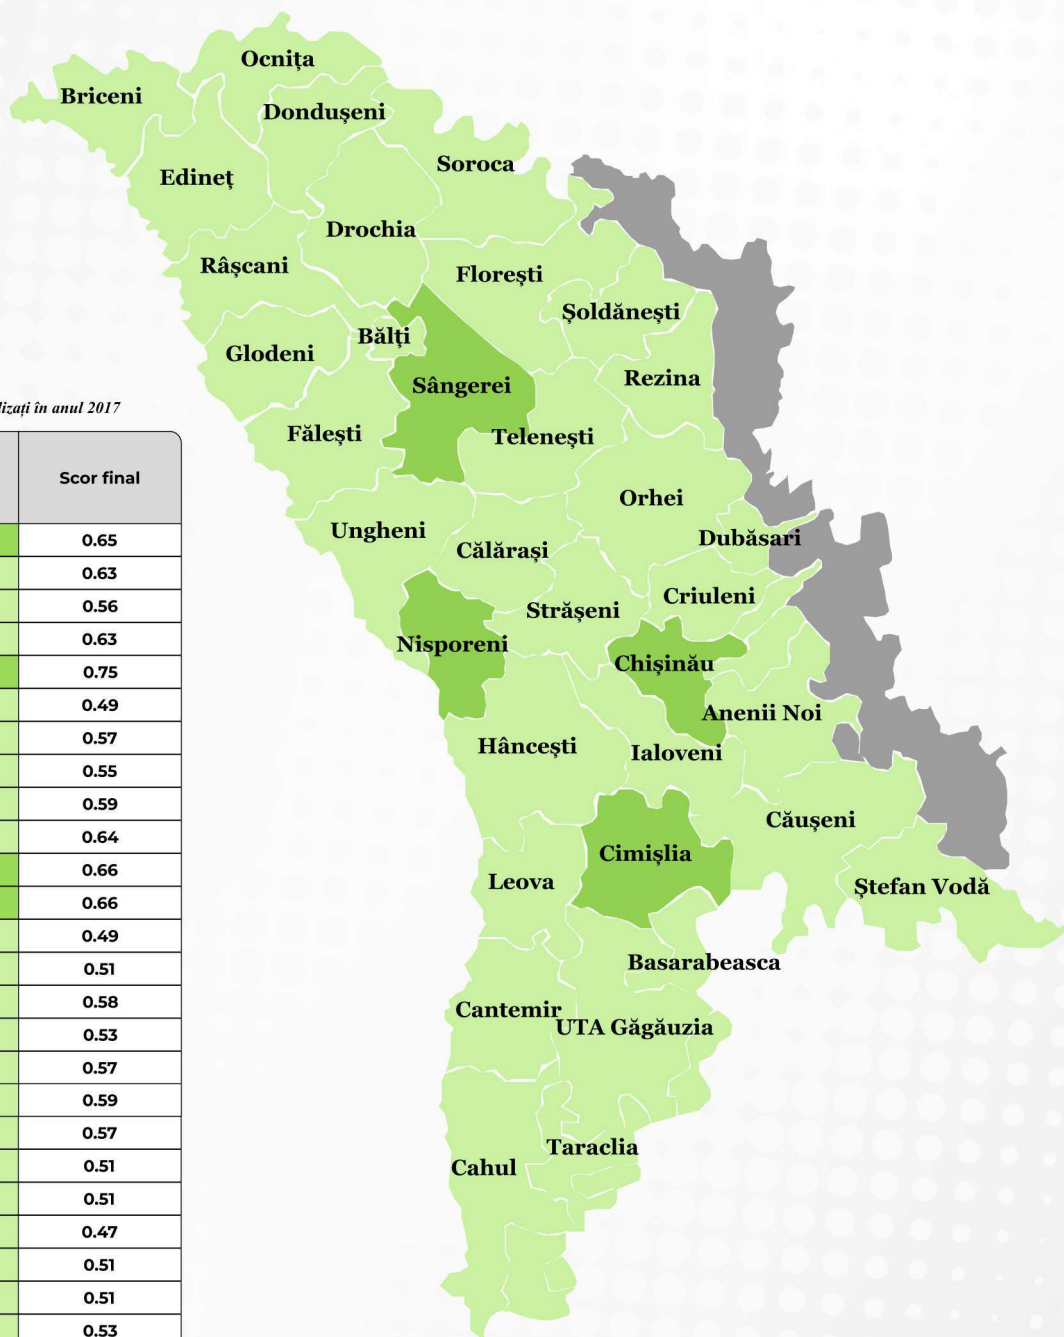 Ocnița
Briceni
Dondușeni
Soroca
Edineț
Drochia
Râșcani
Florești
Șoldănești
Bălți
Glodeni
Rezina
Sângerei
Fălești
Telenești
Orhei
Ungheni
Dubăsari
Călărași
Criuleni
Strășeni
Nisporeni
Chișinău
Anenii Noi
Hâncești
Ialoveni
Căușeni
Cimișlia
Leova
Ștefan Vodă
Basarabeasca
Cantemir
UTA Găgăuzia
Taraclia
Cahul
în anul 2017
Scor final
0.65
0.63
0.56
0.63
0.75
0.49
0.57
0.55
0.59
0.64
0.66
0.66
0.49
0.51
0.58
0.53
0.57
0.59
0.57
0.51
0.51
0.47
0.51
0.51
0.53